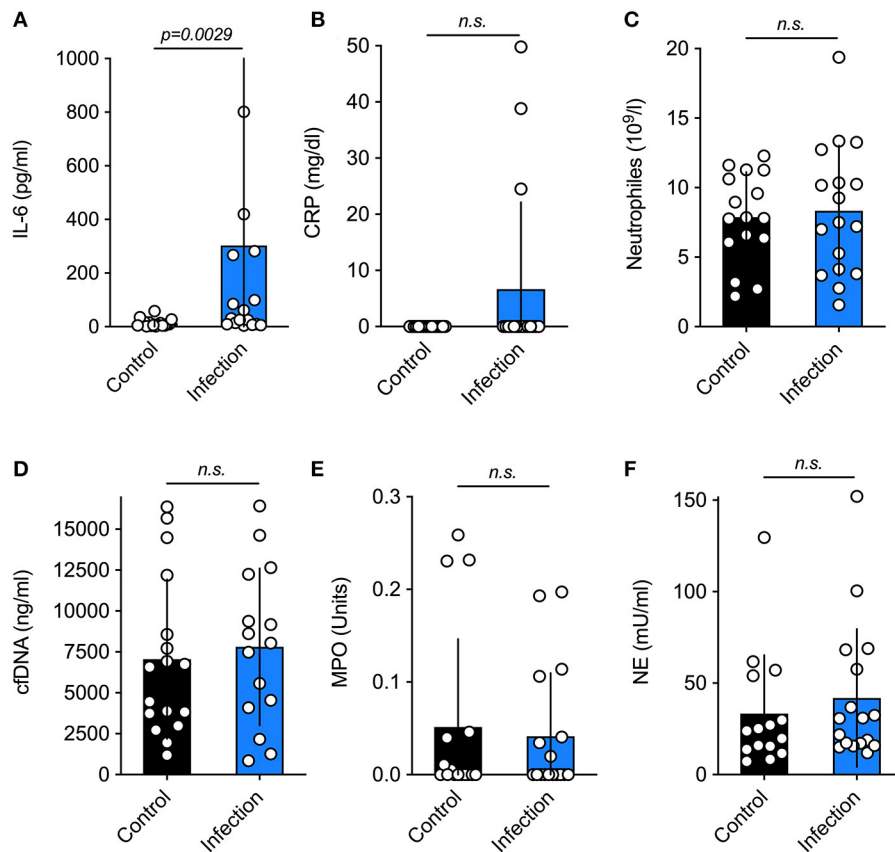 A
p=0.0029
IL-6 (pg/ml)
1000
800
600
400
200
0
Control
Infection
B
n.s.
CRP (mg/dl)
50
40
30
20
10
0
Control
Infection
C
n.s.
Neutrophiles (10⁹/l)
20
15
10
5
0
Control
Infection
D
n.s.
cfDNA (ng/ml)
15000
12500
10000
7500
5000
2500
0
Control
Infection
E
n.s.
MPO (Units)
0.3
0.2
0.1
0.0
Control
Infection
F
n.s.
NE (mU/ml)
150
100
50
0
Control
Infection